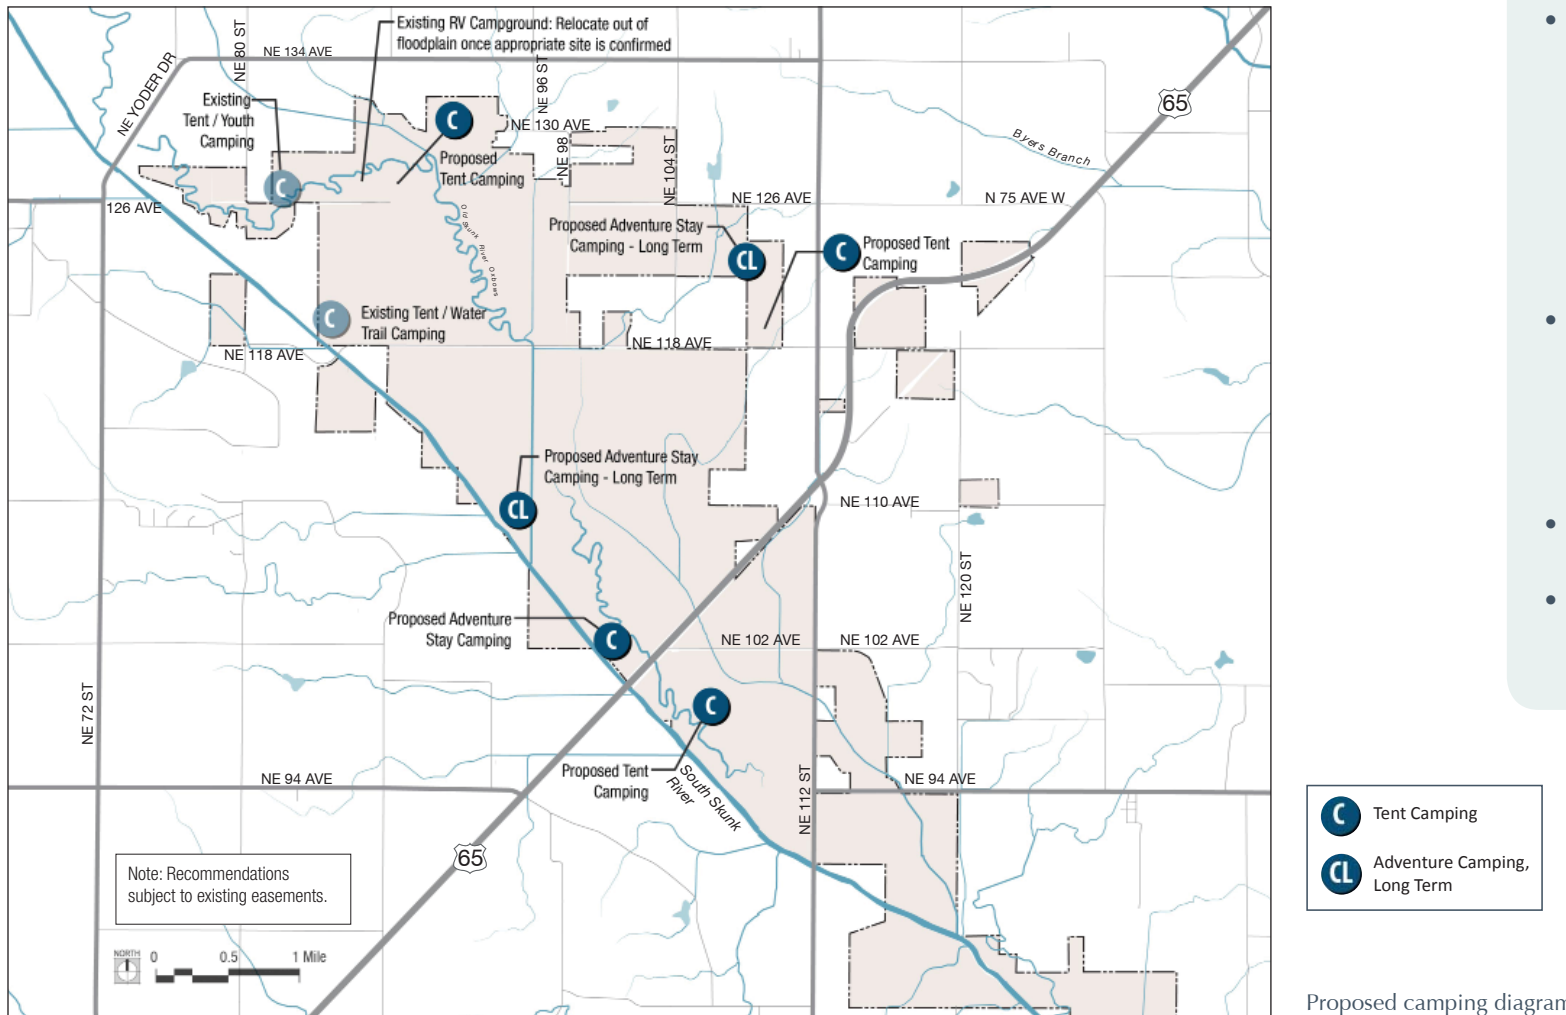 Existing RV Campground: Relocate out of
floodplain once appropriate site is confirmed
NE 80 ST
NE 134 AVE
NE YODER DR
NE 96 ST
Existing
Tent / Youth
Camping
C
C
NE 130 AVE
Proposed
Tent Camping
NE 98
NE 104 ST
65
Byers Branch
126 AVE
NE 126 AVE
N 75 AVE W
Old Skunk River Oxbows
Proposed Adventure Stay
Camping - Long Term
CL
C
Proposed Tent
Camping
C
Existing Tent / Water
Trail Camping
NE 118 AVE
NE 118 AVE
Proposed Adventure Stay
Camping - Long Term
CL
NE 110 AVE
NE 120 ST
Proposed Adventure
Stay Camping
C
NE 102 AVE
NE 102 AVE
NE 72 ST
C
Proposed Tent
Camping
South Skunk
River
NE 94 AVE
NE 94 AVE
NE 112 ST
65
Note: Recommendations
subject to existing easements.
NORTH
0 0.5 1 Mile
C Tent Camping
CL Adventure Camping,
Long Term
Proposed camping diagram